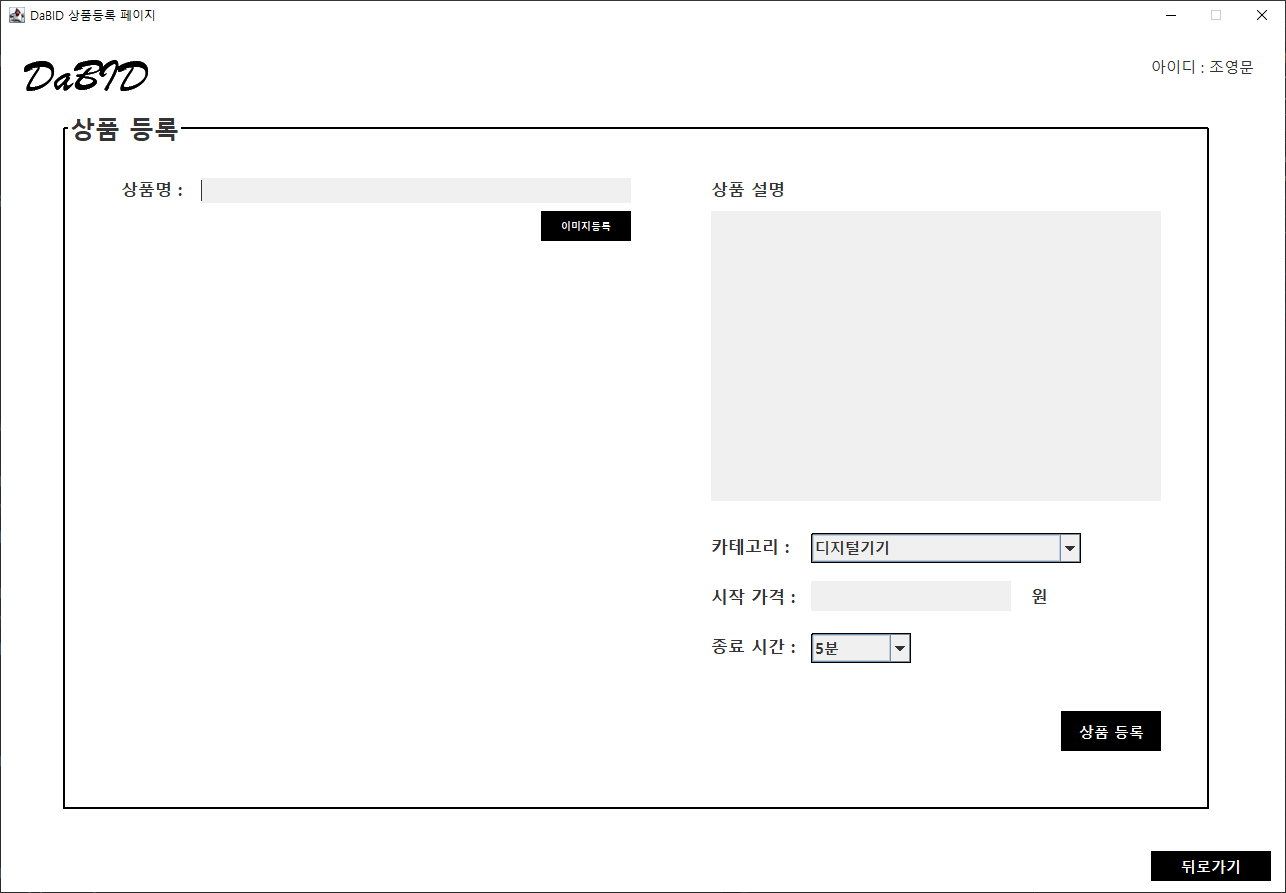 DaBID 상품등록 페이지
DaBID
아이디 : 조영문
상품 등록
상품명 :
이미지등록
상품 설명
카테고리 : 디지털기기
시작 가격 : 원
종료 시간 : 5분
상품 등록
뒤로가기